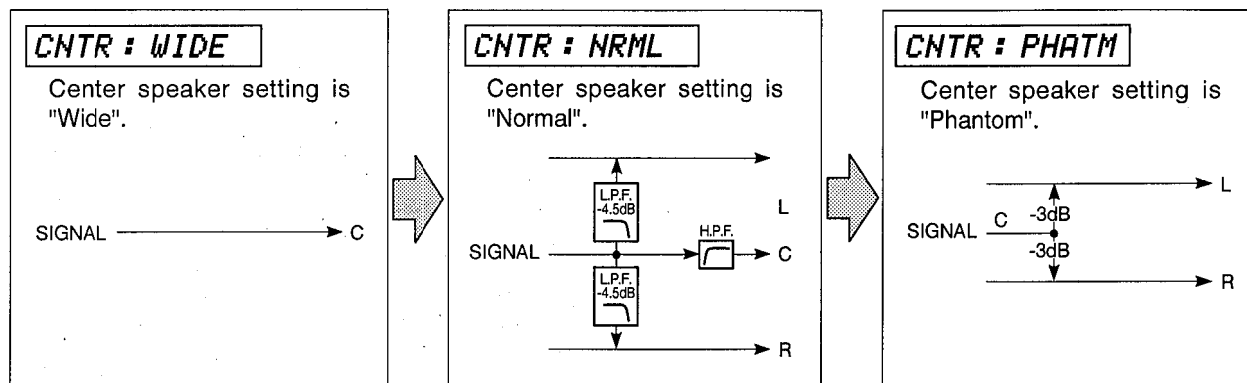 CNTR : WIDE
Center speaker setting is
"Wide".
SIGNAL
C
CNTR : NRML
Center speaker setting is
"Normal".
L.P.F.
-4.5dB
L
H.P.F.
SIGNAL
C
L.P.F.
-4.5dB
R
CNTR : PHATM
Center speaker setting is
"Phantom".
L
C
-3dB
SIGNAL
-3dB
R